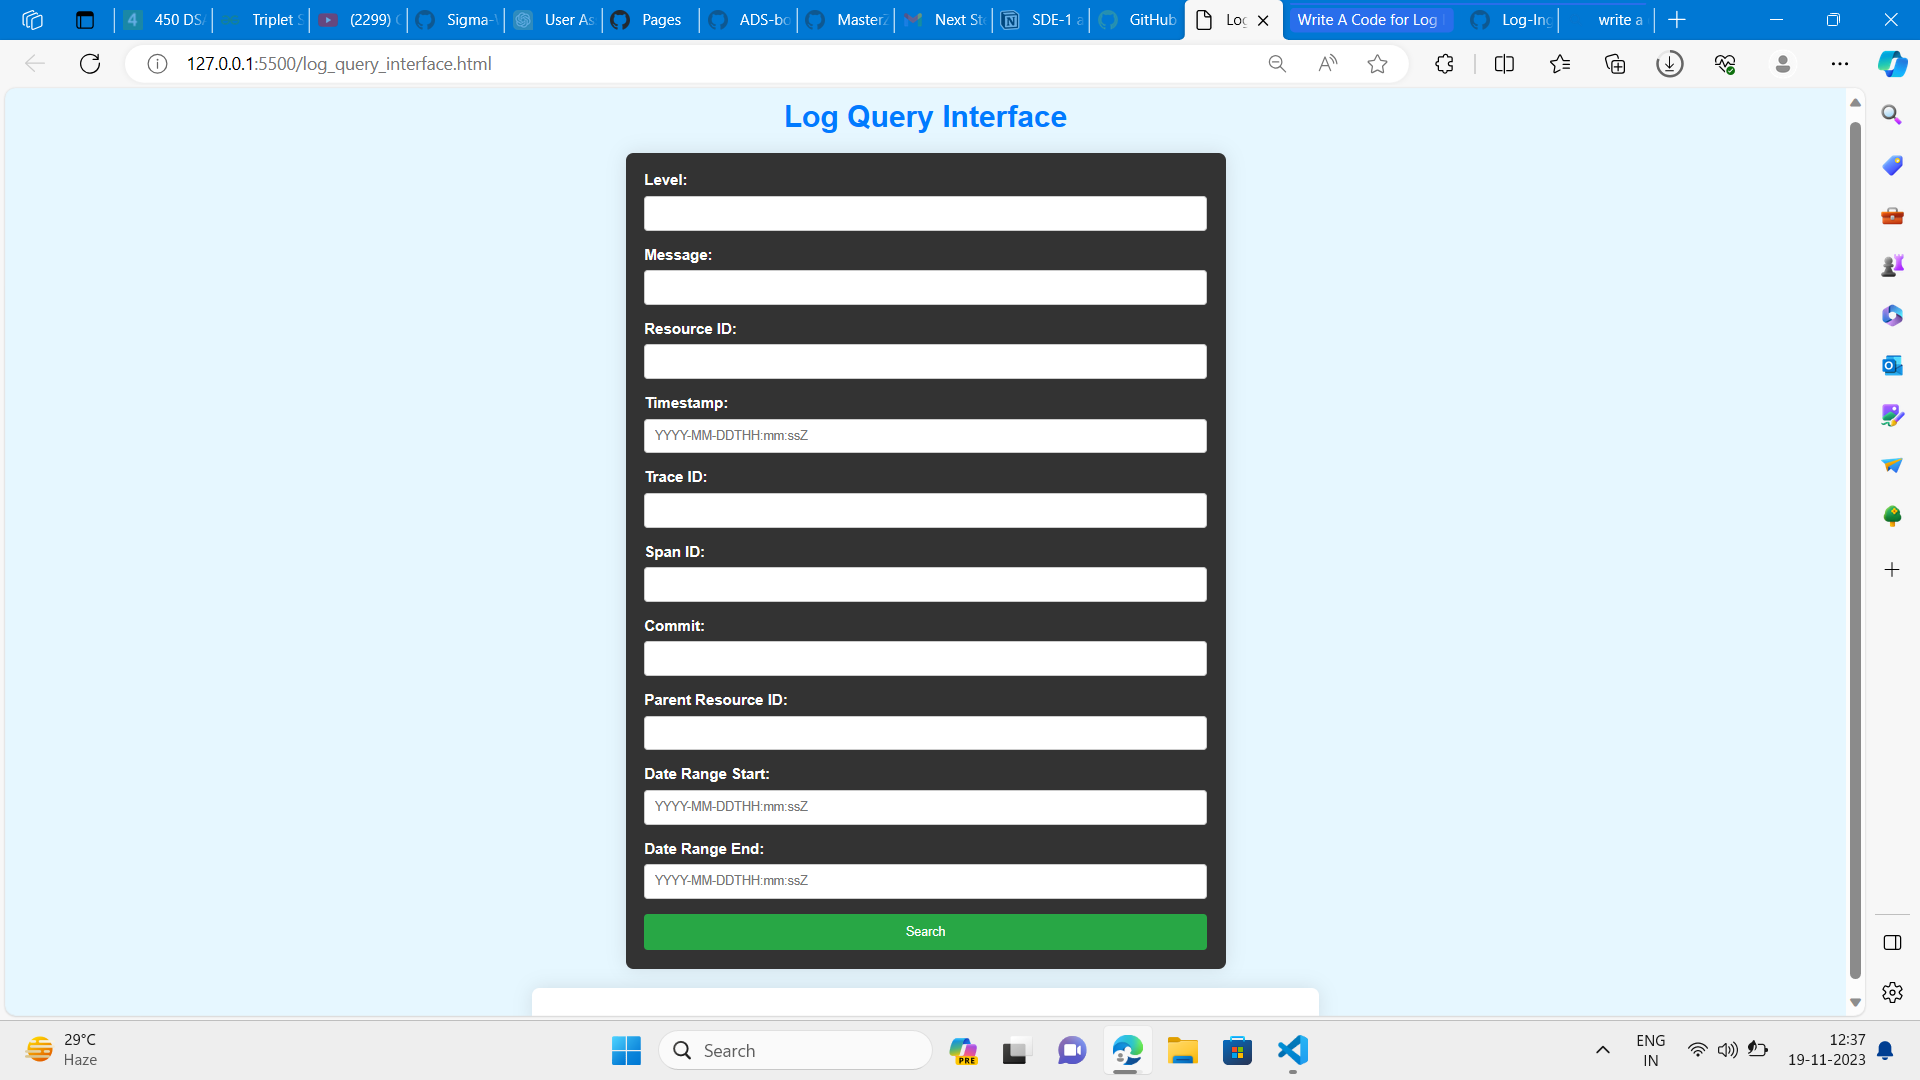 450 DS
Triplet S
(2299)
Sigma-
User As
Pages
ADS-bo
Master
Next St
SDE-1 a
GitHub
Log
Write A Code for Log
Log-Ing
write a
127.0.0.1:5500/log_query_interface.html
Log Query Interface
Level:
Message:
Resource ID:
Timestamp:
YYYY-MM-DDTHH:mm:ssZ
Trace ID:
Span ID:
Commit:
Parent Resource ID:
Date Range Start:
YYYY-MM-DDTHH:mm:ssZ
Date Range End:
YYYY-MM-DDTHH:mm:ssZ
Search
29°C
Haze
Search
PRE
ENG
IN
12:37
19-11-2023